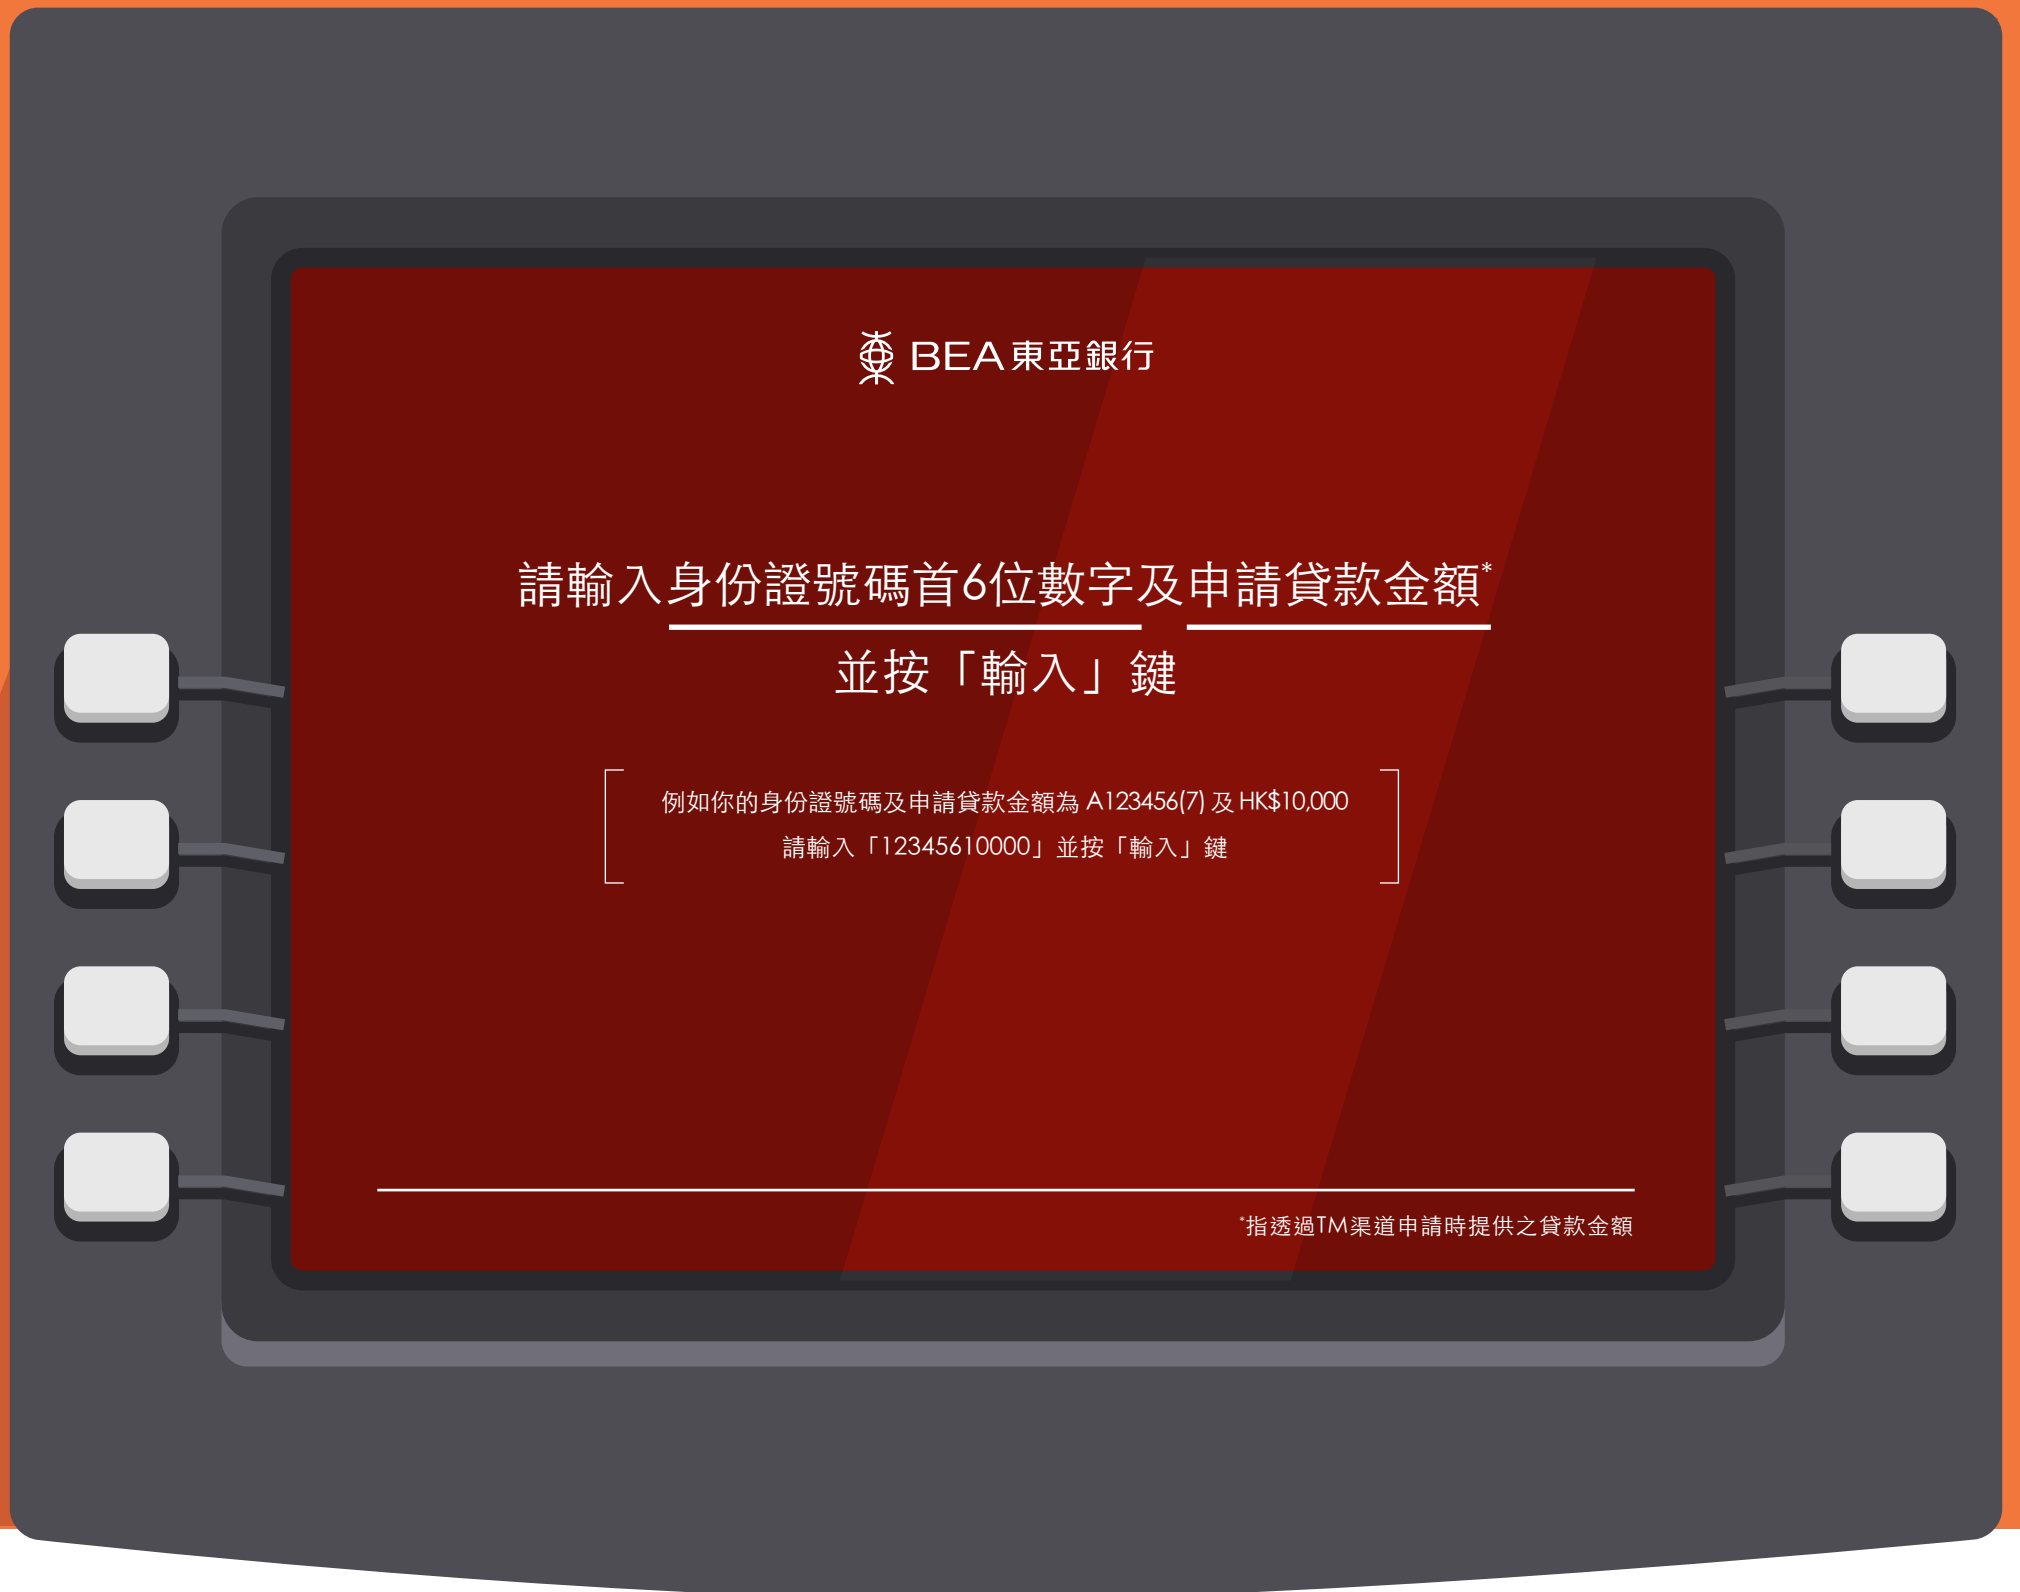 BEA東亞銀行
請輸入身份證號碼首6位數字及申請貸款金額*
並按「輸入」鍵
例如你的身份證號碼及申請貸款金額為 A123456(7) 及 HK$10,000
請輸入「12345610000」並按「輸入」鍵
*指透過TM渠道申請時提供之貸款金額